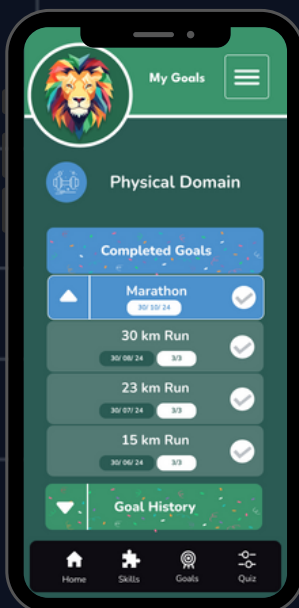 My Goals
Physical Domain
Completed Goals
Marathon
30/ 10/ 24
30 km Run
30/ 08/ 24 3/3
23 km Run
30/ 07/ 24 3/3
15 km Run
30/ 06/ 24 3/3
Goal History
Home Skills Goals Quiz